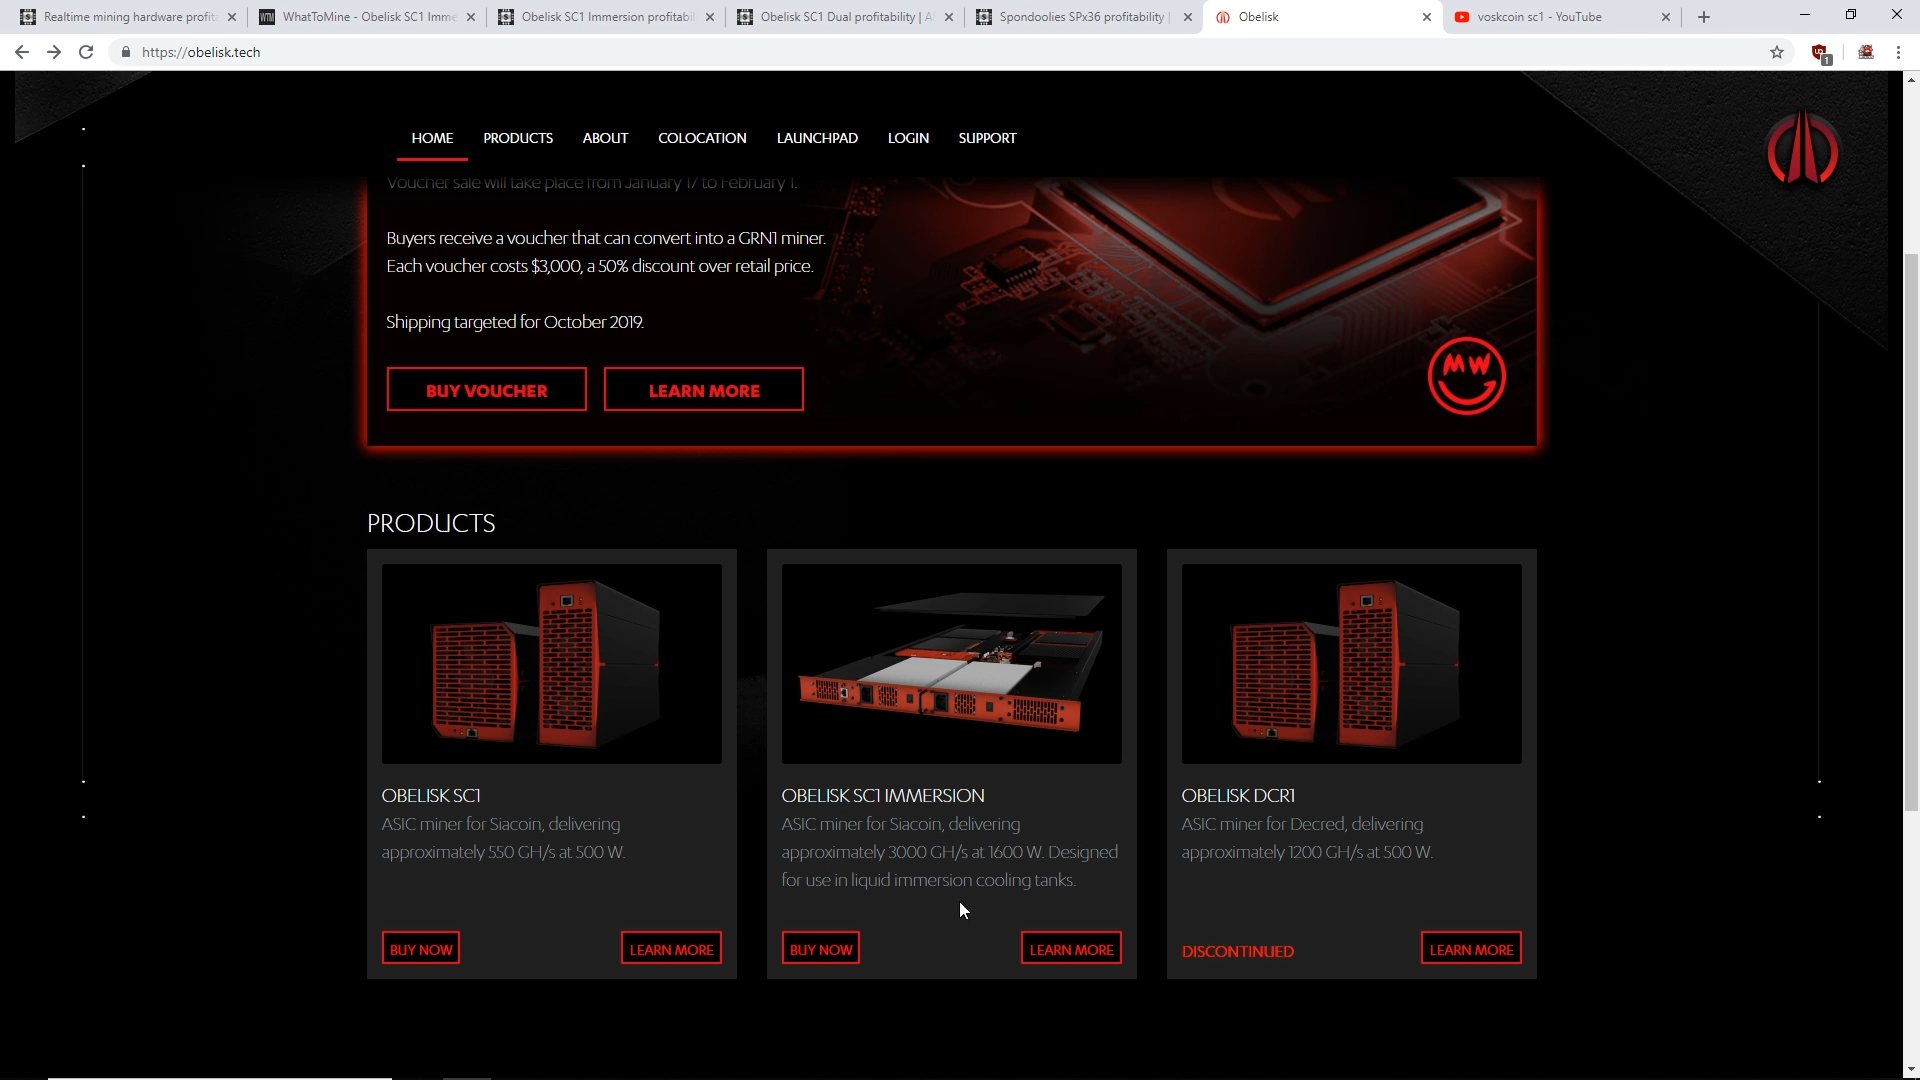 Realtime mining hardware profita
WhatToMine - Obelisk SC1 Imme
Obelisk SC1 Immersion profitabil
Obelisk SC1 Dual profitability | A
Spondoolies SPx36 profitability |
Obelisk
voskcoin sc1 - YouTube
https://obelisk.tech
1
HOME PRODUCTS ABOUT COLOCATION LAUNCHPAD LOGIN SUPPORT
Voucher sale will take place from January 17 to February 1.
Buyers receive a voucher that can convert into a GRN1 miner.
Each voucher costs $3,000, a 50% discount over retail price.
Shipping targeted for October 2019.
BUY VOUCHER
LEARN MORE
MW
PRODUCTS
OBELISK SC1
ASIC miner for Siacoin, delivering
approximately 550 GH/s at 500 W.
BUY NOW
LEARN MORE
OBELISK SC1 IMMERSION
ASIC miner for Siacoin, delivering
approximately 3000 GH/s at 1600 W. Designed
for use in liquid immersion cooling tanks.
BUY NOW
LEARN MORE
OBELISK DCR1
ASIC miner for Decred, delivering
approximately 1200 GH/s at 500 W.
DISCONTINUED
LEARN MORE